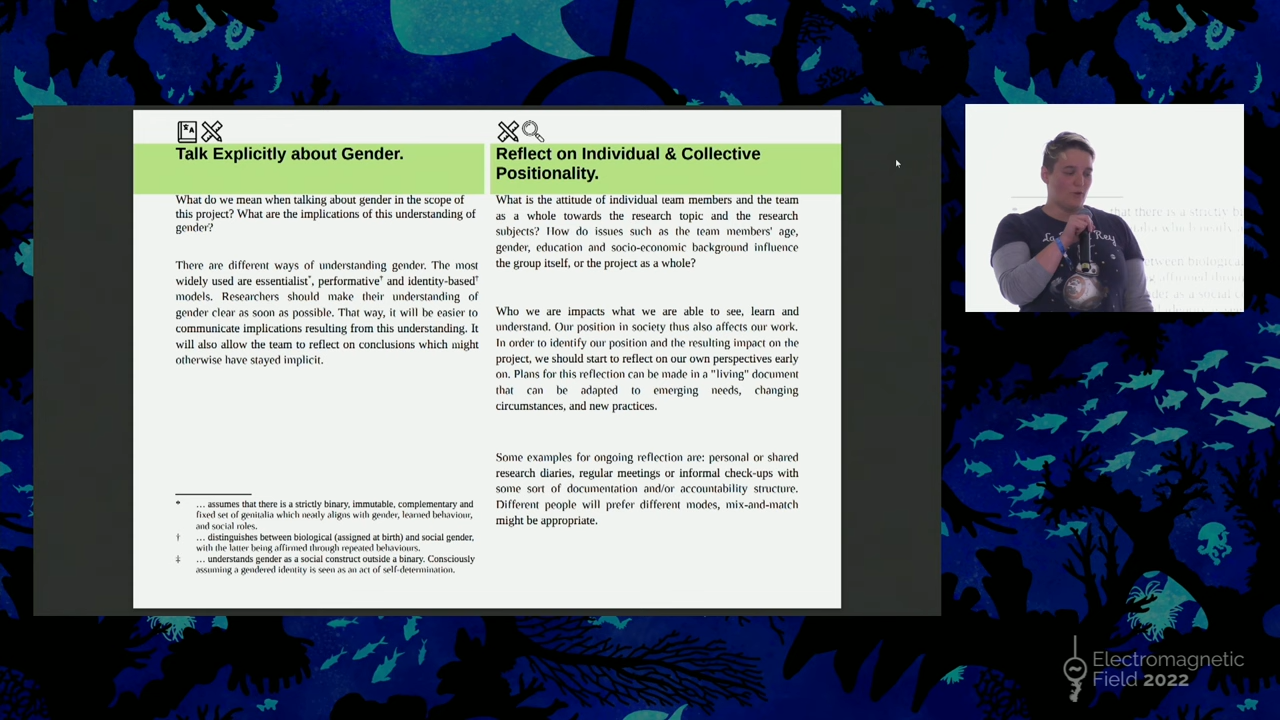 Talk Explicitly about Gender.
What do we mean when talking about gender in the scope of
this project? What are the implications of this understanding of
gender?
There are different ways of understanding gender. The most
widely used are essentialist*, performative† and identity-based†
models. Researchers should make their understanding of
gender clear as soon as possible. That way, it will be easier to
communicate implications resulting from this understanding. It
will also allow the team to reflect on conclusions which might
otherwise have stayed implicit.
* … assumes that there is a strictly binary, immutable, complementary and
fixed set of genitalia which neatly aligns with gender, learned behaviour,
and social roles.
† … distinguishes between biological (assigned at birth) and social gender,
with the latter being affirmed through repeated behaviours.
‡ … understands gender as a social construct outside a binary. Consciously
assuming a gendered identity is seen as an act of self-determination.
Reflect on Individual & Collective
Positionality.
What is the attitude of individual team members and the team
as a whole towards the research topic and the research
subjects? How do issues such as the team members' age,
gender, education and socio-economic background influence
the group itself, or the project as a whole?
Who we are impacts what we are able to see, learn and
understand. Our position in society thus also affects our work.
In order to identify our position and the resulting impact on the
project, we should start to reflect on our own perspectives early
on. Plans for this reflection can be made in a "living" document
that can be adapted to emerging needs, changing
circumstances, and new practices.
Some examples for ongoing reflection are: personal or shared
research diaries, regular meetings or informal check-ups with
some sort of documentation and/or accountability structure.
Different people will prefer different modes, mix-and-match
might be appropriate.
that there is a strictly bi
Rey
Electromagnetic
Field 2022